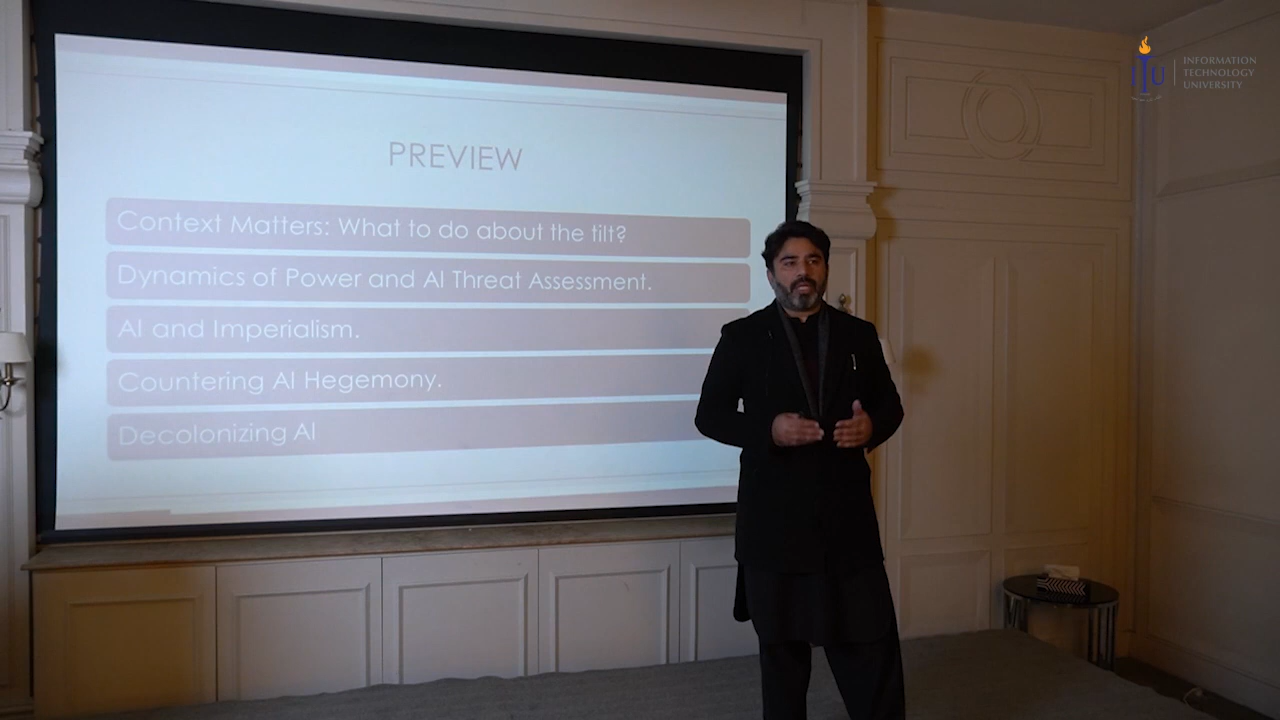 PREVIEW
Context Matters: What to do about the tilt?
Dynamics of Power and AI Threat Assessment.
AI and Imperialism.
Countering AI Hegemony.
Decolonizing AI
ITU
INFORMATION
TECHNOLOGY
UNIVERSITY